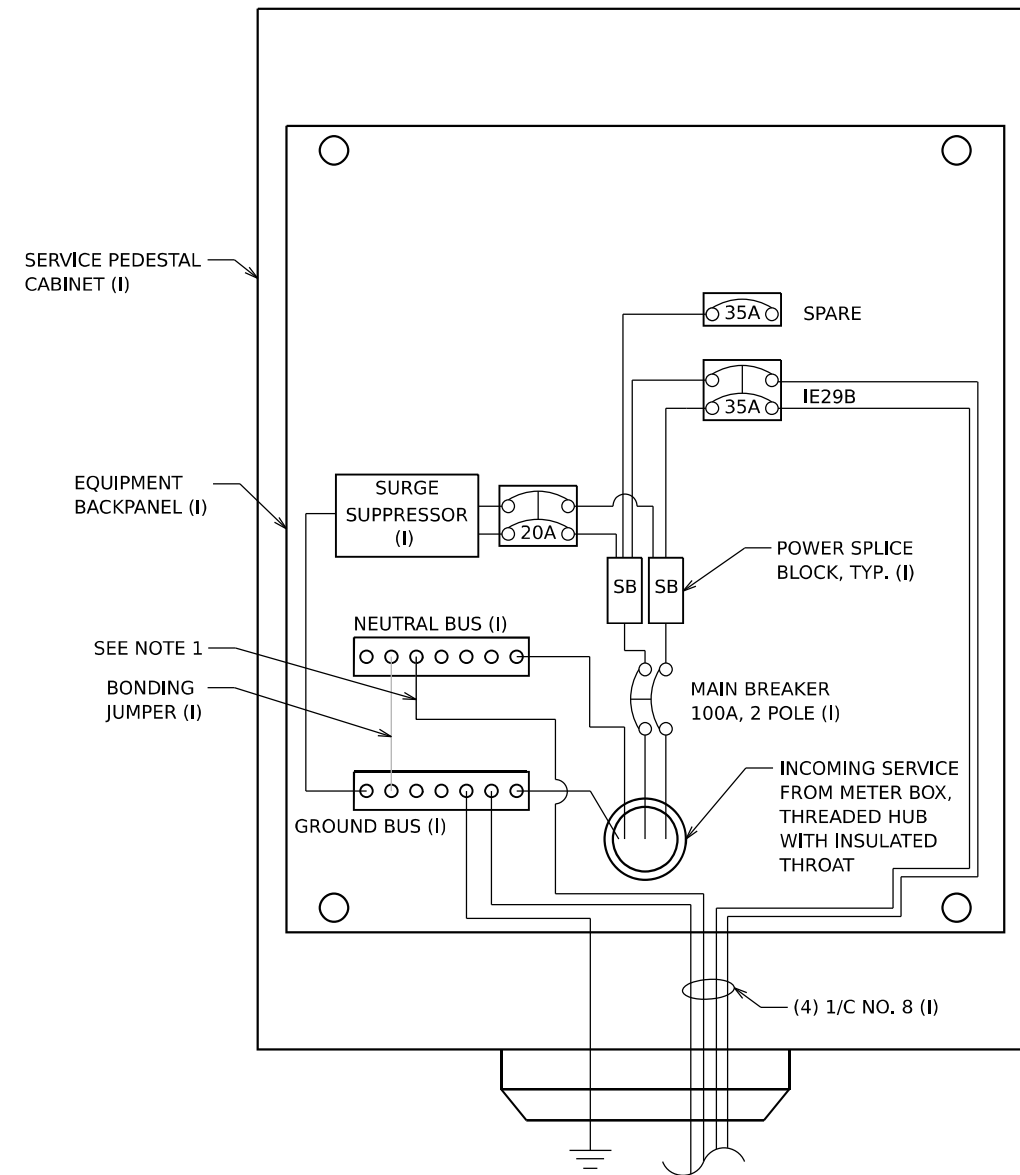 SERVICE PEDESTAL
CABINET (I)
35A
SPARE
IE29B
35A
EQUIPMENT
BACKPANEL (I)
SURGE
SUPPRESSOR
(I)
20A
POWER SPLICE
BLOCK, TYP. (I)
SB
SB
NEUTRAL BUS (I)
SEE NOTE 1
BONDING
JUMPER (I)
MAIN BREAKER
100A, 2 POLE (I)
GROUND BUS (I)
INCOMING SERVICE
FROM METER BOX,
THREADED HUB
WITH INSULATED
THROAT
(4) 1/C NO. 8 (I)